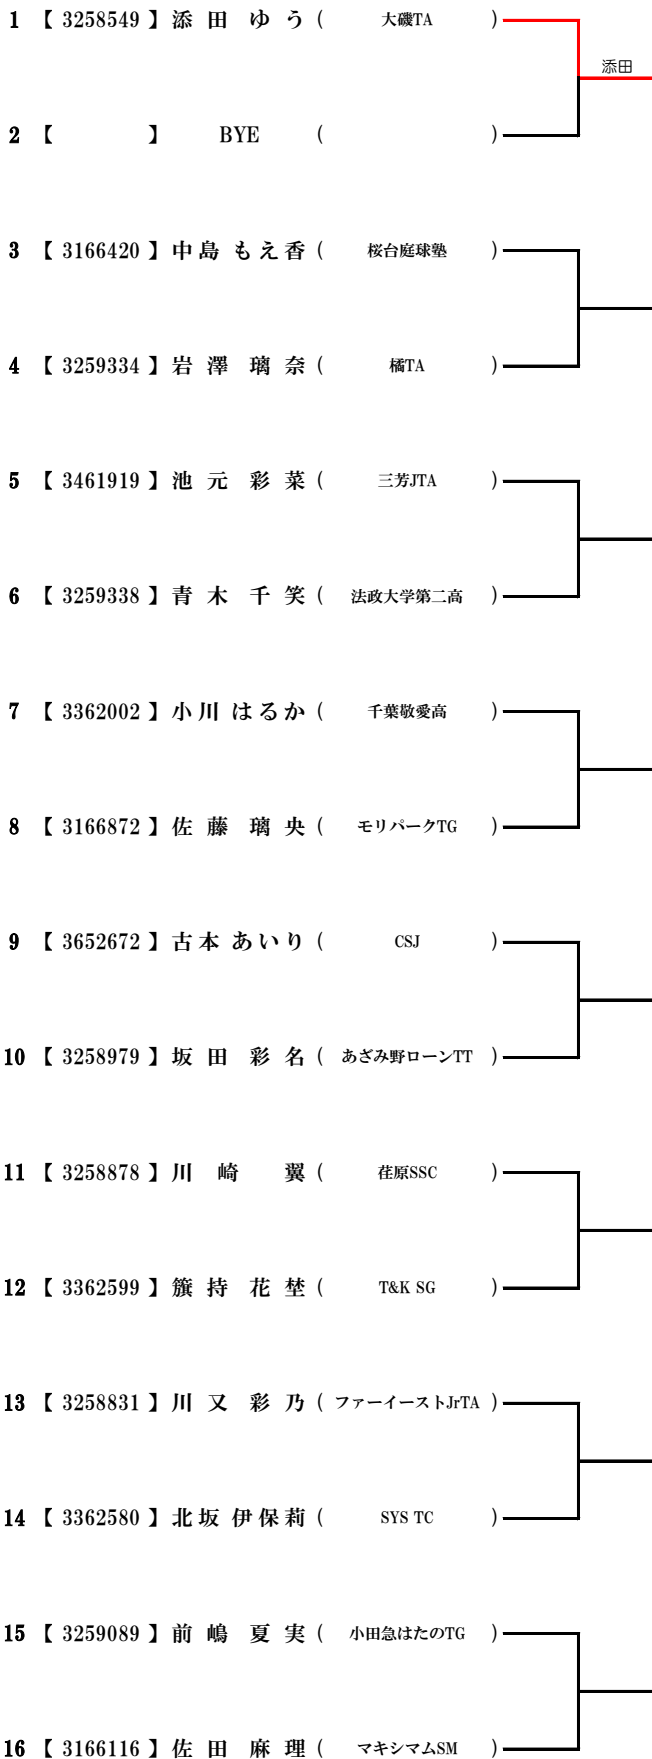 1 【 3258549 】 添 田 ゆ う ( 大磯TA )
添田
2 【 】 BYE ( )
3 【 3166420 】 中島 もえ香 ( 桜台庭球塾 )
4 【 3259334 】 岩 澤 璃 奈 ( 橘TA )
5 【 3461919 】 池 元 彩 菜 ( 三芳JTA )
6 【 3259338 】 青 木 千 笑 ( 法政大学第二高 )
7 【 3362002 】 小川 はるか ( 千葉敬愛高 )
8 【 3166872 】 佐 藤 璃 央 ( モリパークTG )
9 【 3652672 】 古本 あいり ( CSJ )
10 【 3258979 】 坂 田 彩 名 ( あざみ野ローンTT )
11 【 3258878 】 川 崎 翼 ( 荏原SSC )
12 【 3362599 】 籏 持 花 埜 ( T&K SG )
13 【 3258831 】 川 又 彩 乃 ( ファーイーストJrTA )
14 【 3362580 】 北坂 伊保莉 ( SYS TC )
15 【 3259089 】 前 嶋 夏 実 ( 小田急はたのTG )
16 【 3166116 】 佐 田 麻 理 ( マキシマムSM )